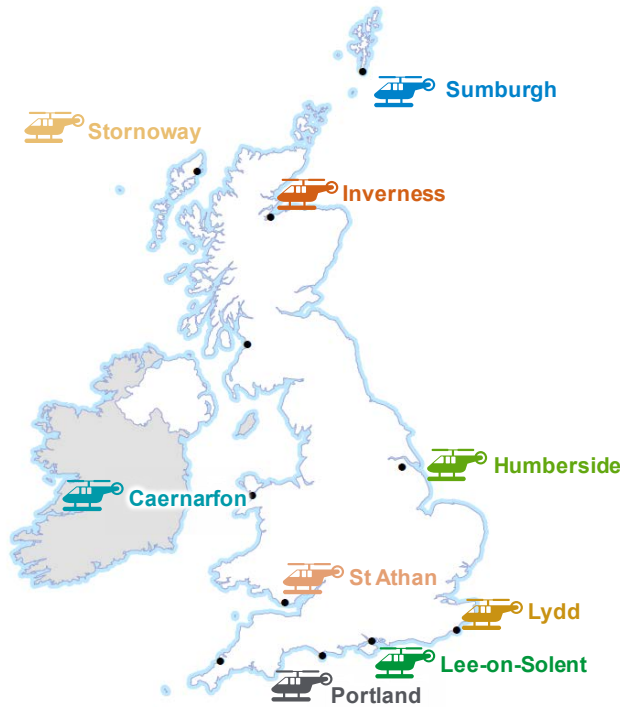 Sumburgh
Stornoway
Inverness
Humberside
Caernarfon
St Athan
Lydd
Lee-on-Solent
Portland